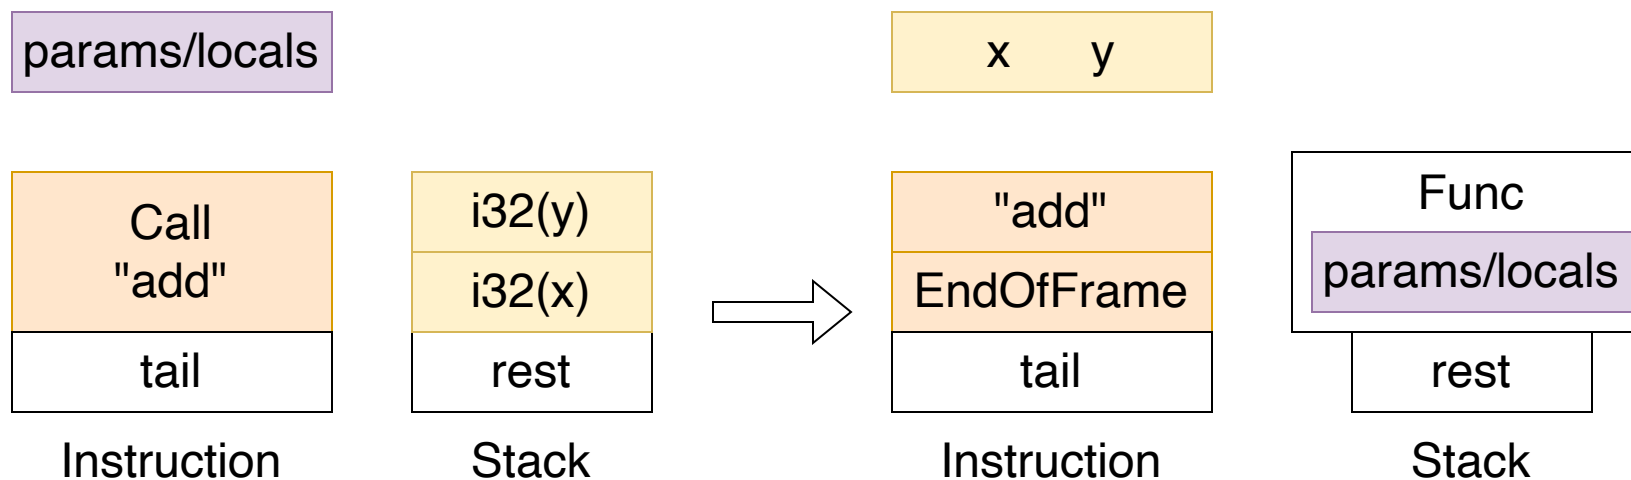 params/locals
x y
Call
"add"
tail
Instruction
i32(y)
i32(x)
rest
Stack
"add"
EndOfFrame
tail
Instruction
Func
params/locals
rest
Stack